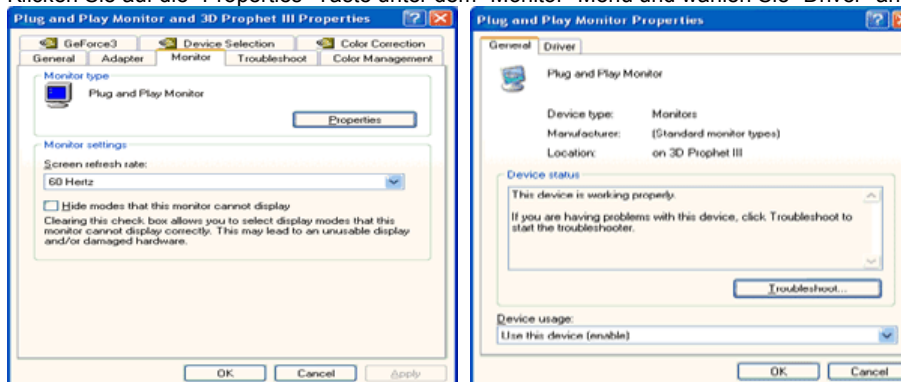 Klicken Sie auf die "Properties"-Taste unter dem "Monitor"-Menü und wählen Sie "Driver"
Plug and Play Monitor and 3D Prophet III Properties
GeForce3 Device Selection Color Correction
General Adapter Monitor Troubleshoot Color Management
Monitor type
Plug and Play Monitor
Properties
Monitor settings
Screen refresh rate:
60 Hertz
Hide modes that this monitor cannot display
Clearing this check box allows you to select display modes that this
monitor cannot display correctly. This may lead to an unusable display
and/or damaged hardware.
OK Cancel Apply
Plug and Play Monitor Properties
General Driver
Plug and Play Monitor
Device type: Monitors
Manufacturer: (Standard monitor types)
Location: on 3D Prophet III
Device status
This device is working properly.
If you are having problems with this device, click Troubleshoot to
start the troubleshooter.
Troubleshoot...
Device usage:
Use this device (enable)
OK Cancel